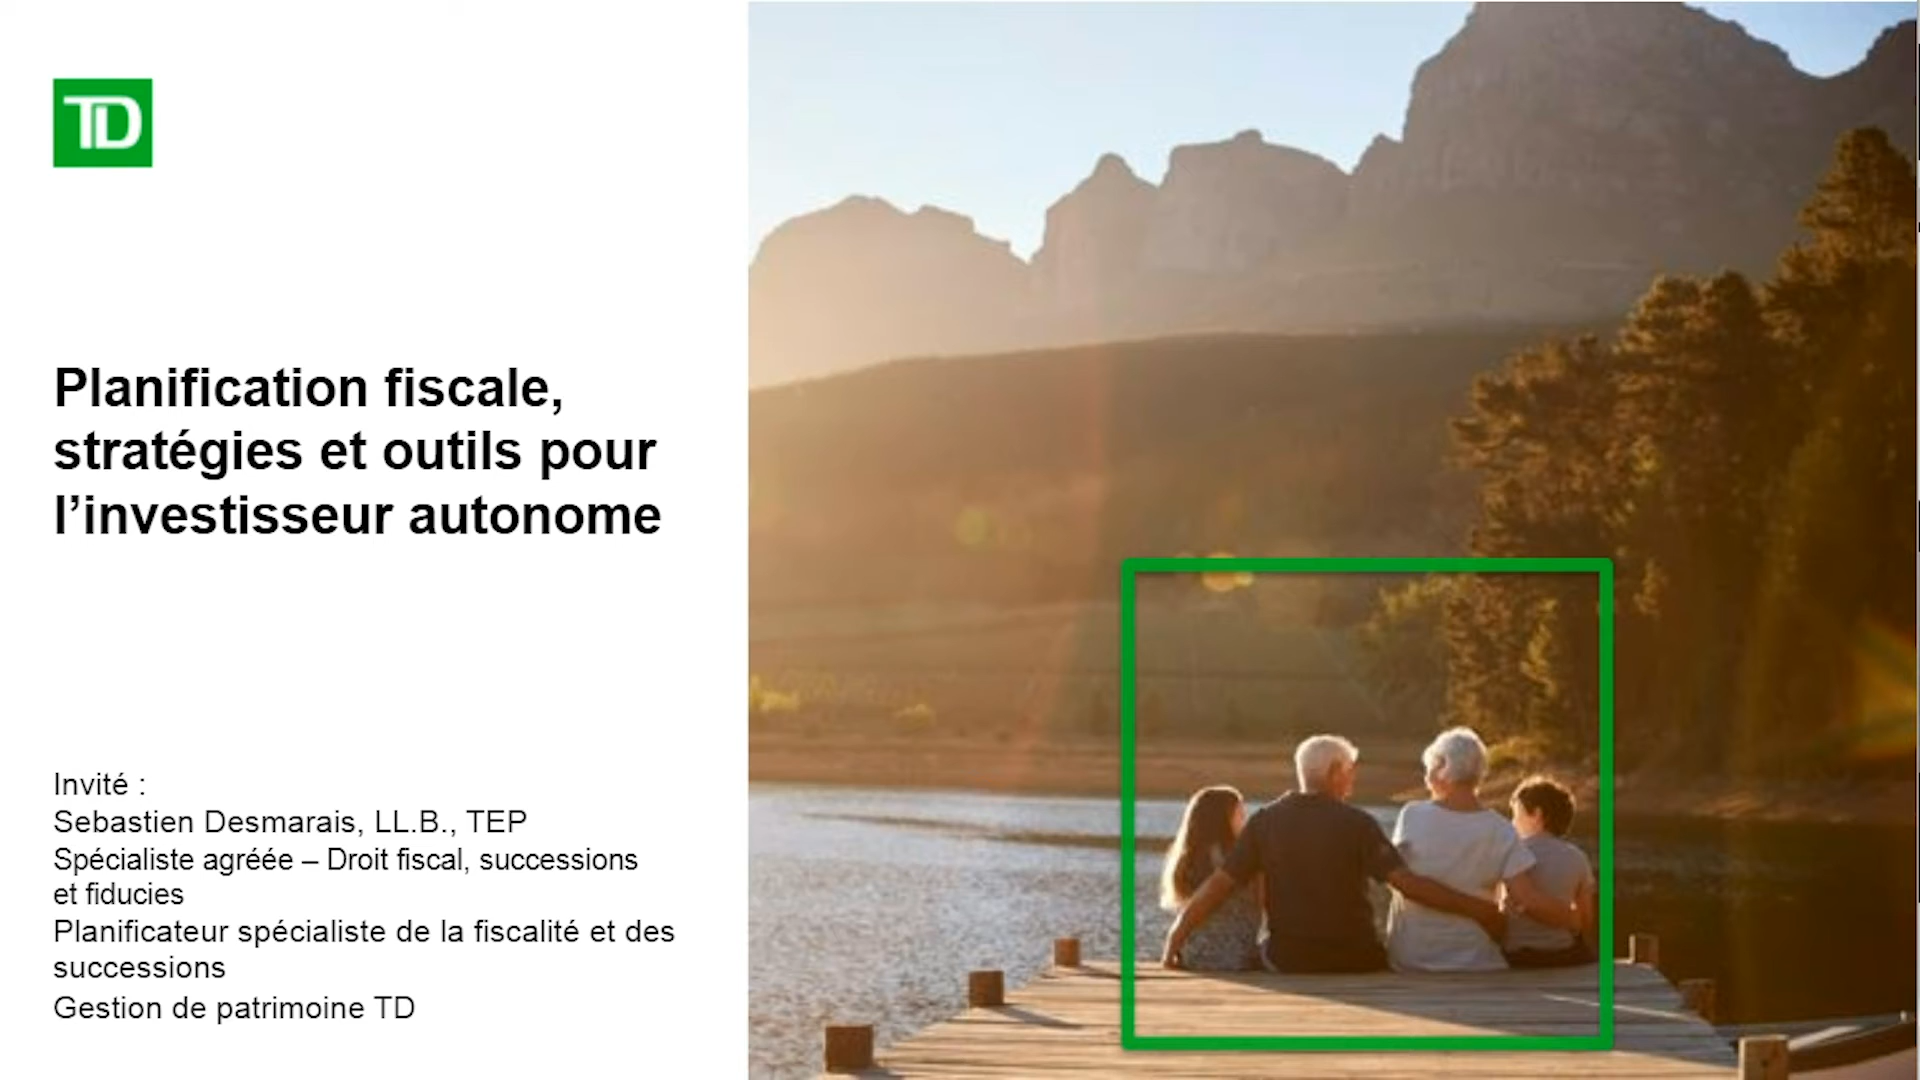 TD
Planification fiscale,
stratégies et outils pour
l’investisseur autonome
Invité :
Sebastien Desmarais, LL.B., TEP
Spécialiste agréée – Droit fiscal, successions
et fiducies
Planificateur spécialiste de la fiscalité et des
successions
Gestion de patrimoine TD